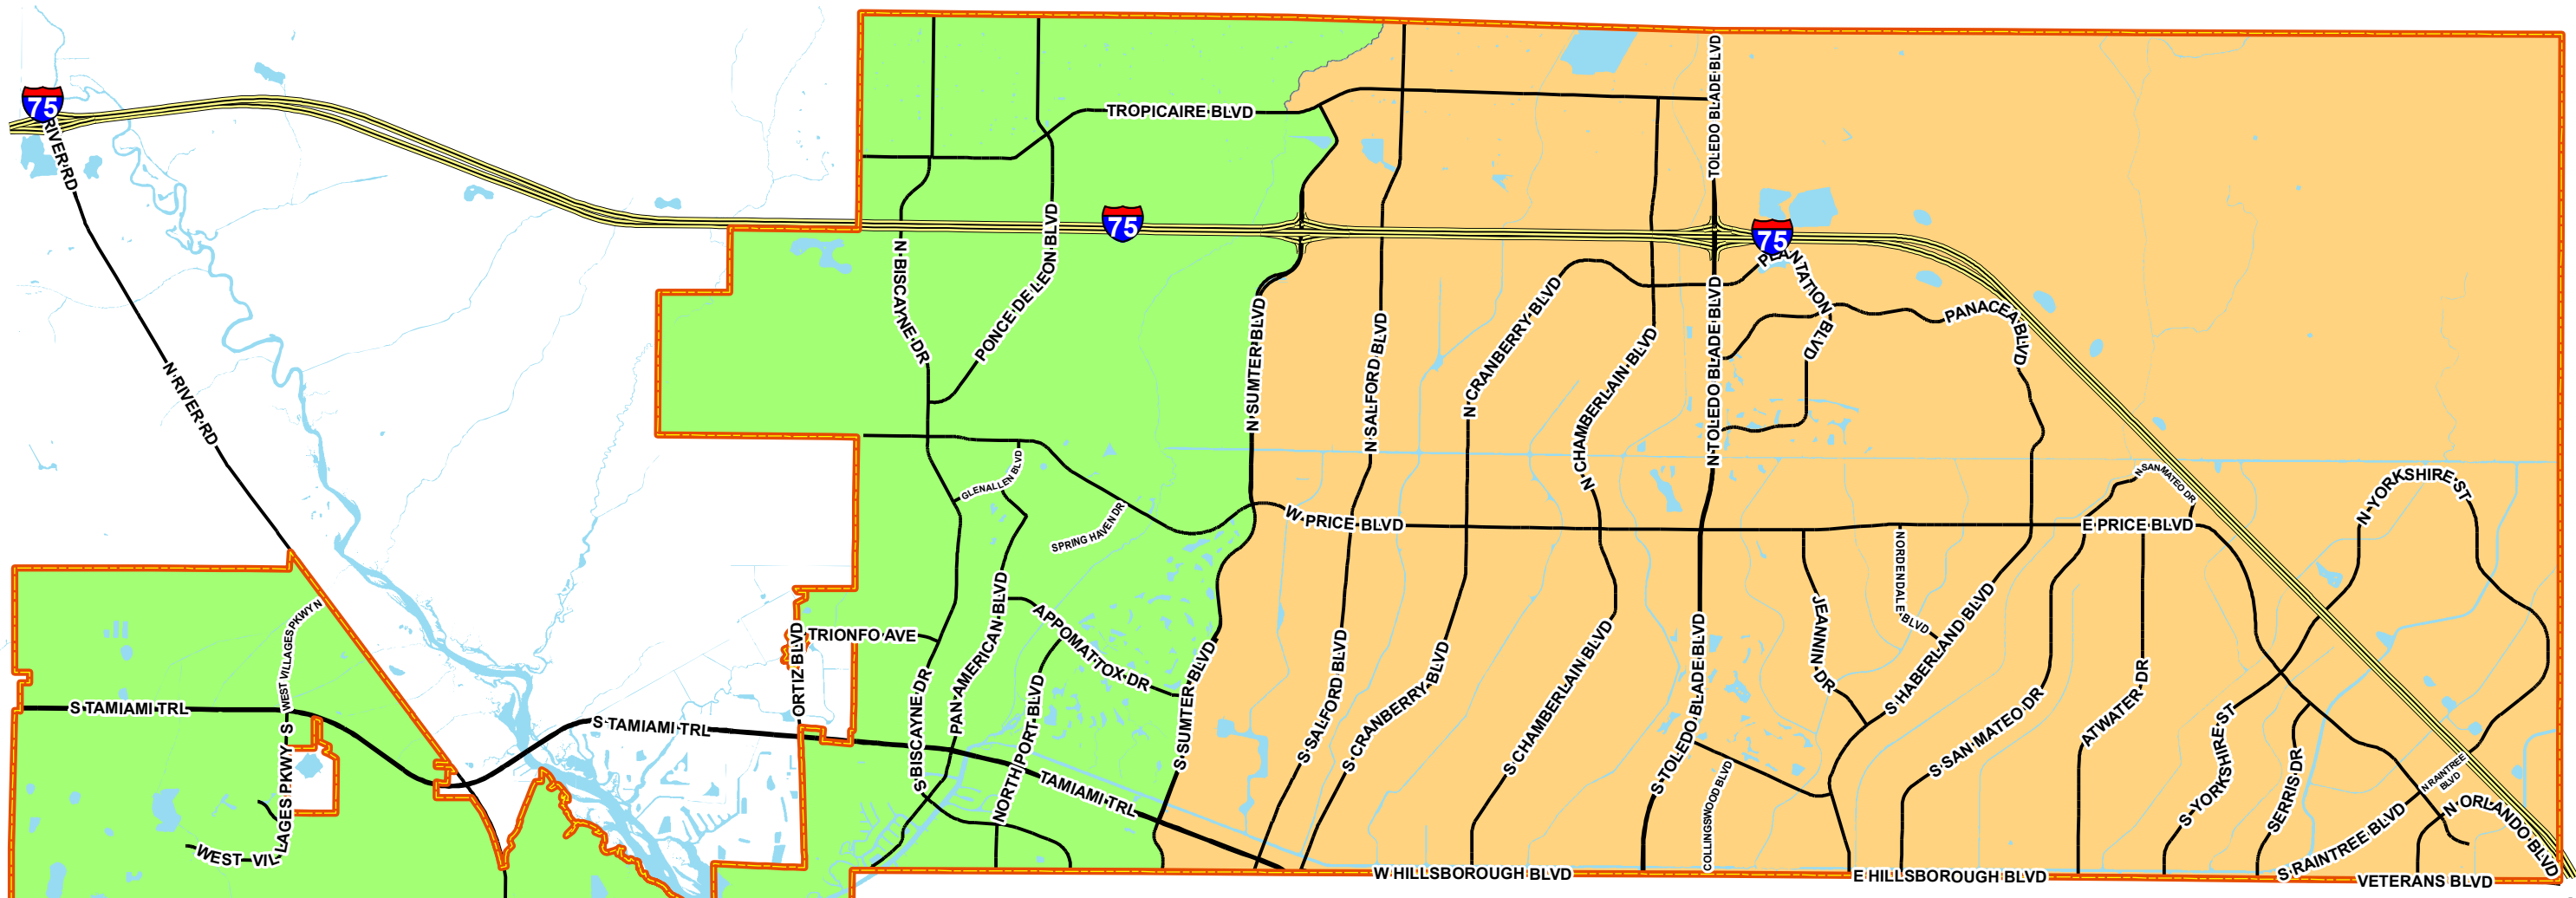 TOLEDO BLADE BLVD
75
RIVER RD
TROPICAIRE BLVD
75
75
N BISCAYNE DR
PONCE DE LEON BLVD
PLANTATION BLVD
N SUMTER BLVD
N SALFORD BLVD
N CRANBERRY BLVD
N CHAMBERLAIN BLVD
N TOLEDO BLADE BLVD
PANACEA BLVD
N RIVER RD
GLENALLEN BLVD
N SAN MATEO DR
N YORKSHIRE ST
SPRING HAVEN DR
W PRICE BLVD
E PRICE BLVD
NORDENDALE BLVD
WEST VILLAGES PKWY N
ORTIZ BLVD
TRIONFO AVE
PAN AMERICAN BLVD
APPOMATTOX DR
JEANNIN DR
S HABERLAND BLVD
S TAMIAMI TRL
S TAMIAMI TRL
S BISCAYNE DR
NORTH PORT BLVD
S SUMTER BLVD
S SALFORD BLVD
S CRANBERRY BLVD
S CHAMBERLAIN BLVD
S TOLEDO BLADE BLVD
S SAN MATEO DR
ATWATER DR
S YORKSHIRE ST
SERRIS DR
TAMIAMI TRL
COLLINGSWOOD BLVD
N RAINTREE
BLVD
N ORLANDO BLVD
S RAINTREE BLVD
WEST VILLAGES PKWY S
W HILLSBOROUGH BLVD
E HILLSBOROUGH BLVD
VETERANS BLVD